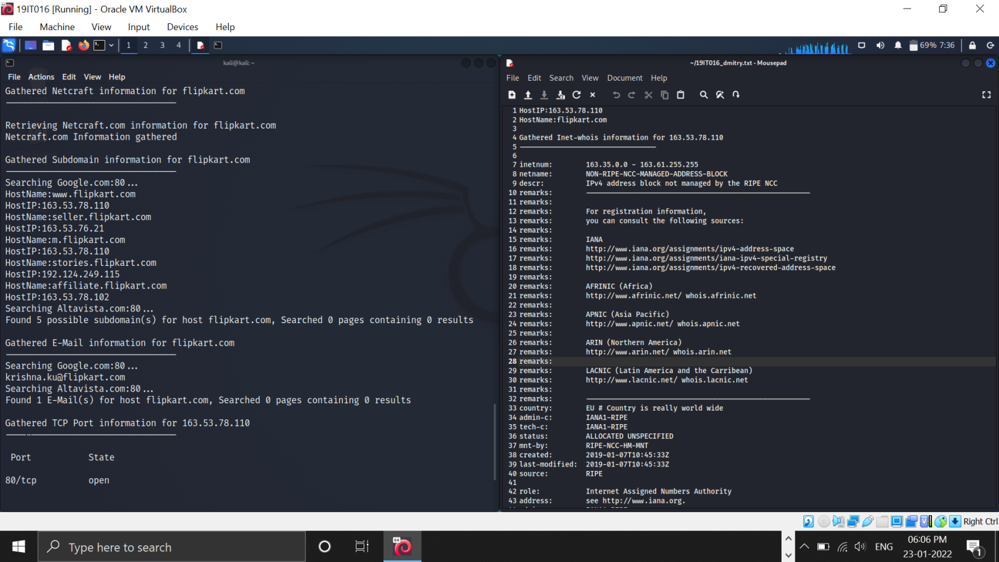 19IT016 [Running] - Oracle VM VirtualBox
File Machine View Input Devices Help
1 2 3 4
69% 7:36
kali@kali: ~
File Actions Edit View Help
Gathered Netcraft information for flipkart.com
Retrieving Netcraft.com information for flipkart.com
Netcraft.com Information gathered
Gathered Subdomain information for flipkart.com
Searching Google.com:80...
HostName:www.flipkart.com
HostIP:163.53.78.110
HostName:seller.flipkart.com
HostIP:163.53.76.21
HostName:m.flipkart.com
HostIP:163.53.78.110
HostName:stories.flipkart.com
HostIP:192.124.249.115
HostName:affiliate.flipkart.com
HostIP:163.53.78.102
Searching Altavista.com:80...
Found 5 possible subdomain(s) for host flipkart.com, Searched 0 pages containing 0 results
Gathered E-Mail information for flipkart.com
Searching Google.com:80...
krishna.ku@flipkart.com
Searching Altavista.com:80...
Found 1 E-Mail(s) for host flipkart.com, Searched 0 pages containing 0 results
Gathered TCP Port information for 163.53.78.110
Port State
80/tcp open
~/19IT016_dmitry.txt - Mousepad
File Edit Search View Document Help
1 HostIP:163.53.78.110
2 HostName:flipkart.com
3
4 Gathered Inet-whois information for 163.53.78.110
5
6
7 inetnum: 163.35.0.0 - 163.61.255.255
8 netname: NON-RIPE-NCC-MANAGED-ADDRESS-BLOCK
9 descr: IPv4 address block not managed by the RIPE NCC
10 remarks:
11 remarks:
12 remarks: For registration information,
13 remarks: you can consult the following sources:
14 remarks:
15 remarks: IANA
16 remarks: http://www.iana.org/assignments/ipv4-address-space
17 remarks: http://www.iana.org/assignments/iana-ipv4-special-registry
18 remarks: http://www.iana.org/assignments/ipv4-recovered-address-space
19 remarks:
20 remarks: AFRINIC (Africa)
21 remarks: http://www.afrinic.net/ whois.afrinic.net
22 remarks:
23 remarks: APNIC (Asia Pacific)
24 remarks: http://www.apnic.net/ whois.apnic.net
25 remarks:
26 remarks: ARIN (Northern America)
27 remarks: http://www.arin.net/ whois.arin.net
28 remarks:
29 remarks: LACNIC (Latin America and the Carribean)
30 remarks: http://www.lacnic.net/ whois.lacnic.net
31 remarks:
32 remarks:
33 country: EU # Country is really world wide
34 admin-c: IANA1-RIPE
35 tech-c: IANA1-RIPE
36 status: ALLOCATED UNSPECIFIED
37 mnt-by: RIPE-NCC-HM-MNT
38 created: 2019-01-07T10:45:33Z
39 last-modified: 2019-01-07T10:45:33Z
40 source: RIPE
41
42 role: Internet Assigned Numbers Authority
43 address: see http://www.iana.org.
Right Ctrl
Type here to search
64
ENG
06:06 PM
23-01-2022
1